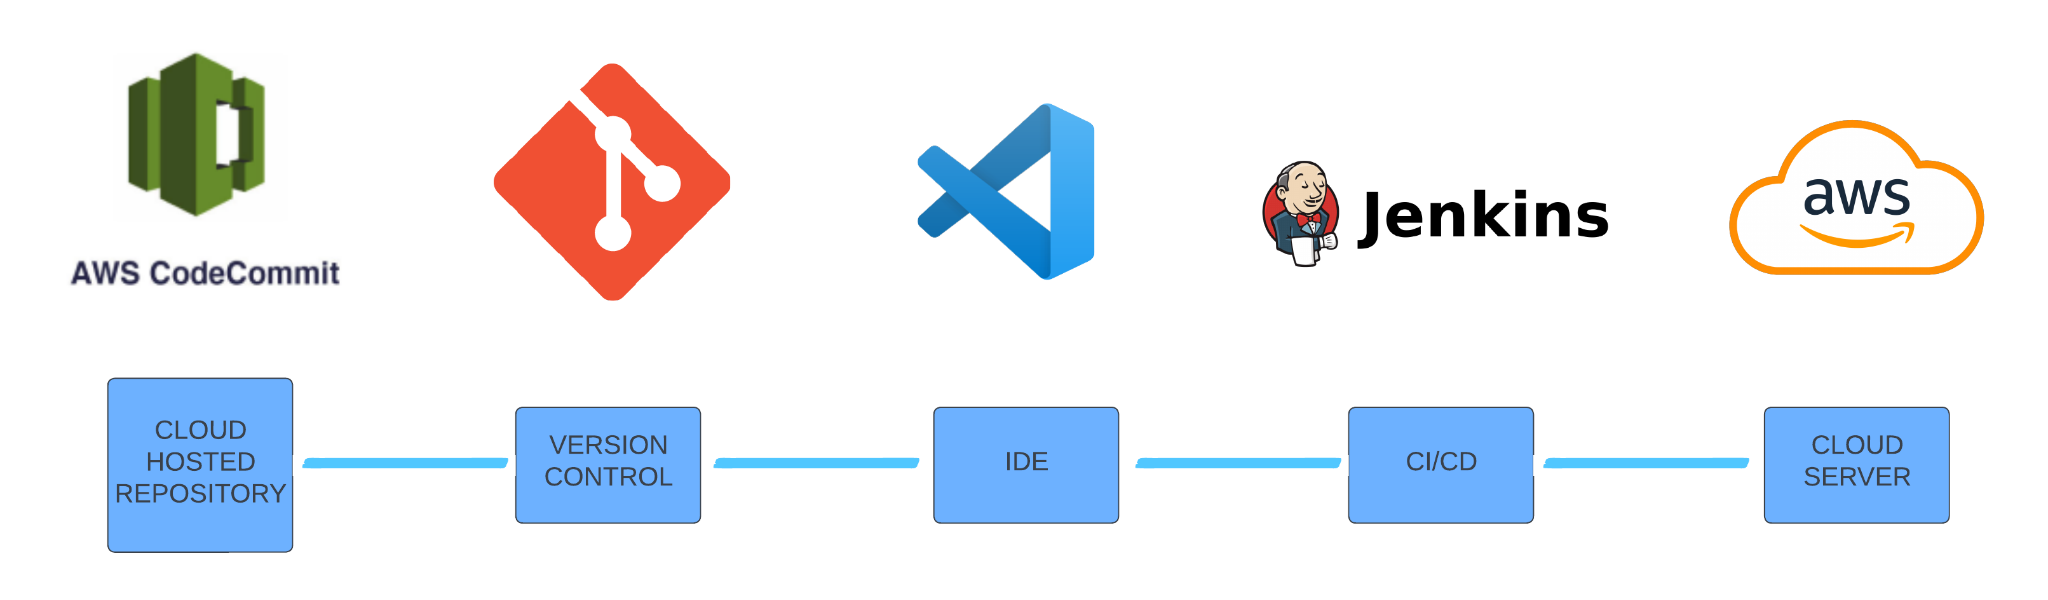 AWS CodeCommit
Jenkins
aws
CLOUD
HOSTED
REPOSITORY
VERSION
CONTROL
IDE
CI/CD
CLOUD
SERVER